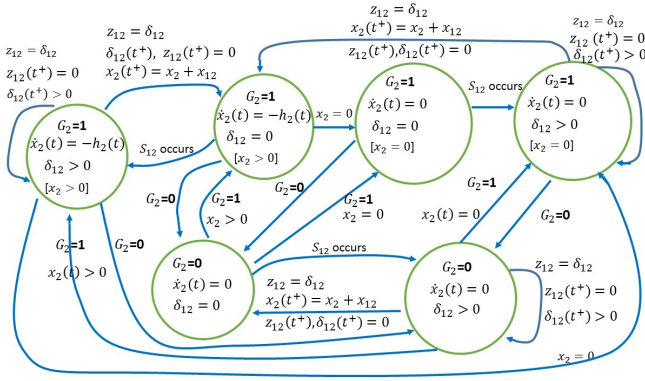 z₁₂ = δ₁₂
x₂(t⁺) = x₂ + x₁₂
z₁₂(t⁺),δ₁₂(t⁺) = 0
z₁₂ = δ₁₂
δ₁₂(t⁺), z₁₂(t⁺) = 0
x₂(t⁺) = x₂ + x₁₂
z₁₂ = δ₁₂
z₁₂(t⁺) = 0
δ₁₂(t⁺) > 0
z₁₂ = δ₁₂
z₁₂(t⁺) = 0
δ₁₂(t⁺) > 0
G₂=1
ẋ₂(t) = −h₂(t)
δ₁₂ > 0
[x₂ > 0]
S₁₂ occurs
G₂=1
ẋ₂(t) = −h₂(t)
δ₁₂ = 0
[x₂ > 0]
x₂ = 0
G₂=1
ẋ₂(t) = 0
δ₁₂ = 0
[x₂ = 0]
S₁₂ occurs
G₂=1
ẋ₂(t) = 0
δ₁₂ > 0
[x₂ = 0]
G₂=0
G₂=1
x₂ > 0
G₂=0
G₂=1
x₂ = 0
G₂=1
x₂(t) = 0
G₂=0
G₂=1
x₂(t) > 0
G₂=0
G₂=0
ẋ₂(t) = 0
δ₁₂ = 0
S₁₂ occurs
z₁₂ = δ₁₂
x₂(t⁺) = x₂ + x₁₂
z₁₂(t⁺),δ₁₂(t⁺) = 0
G₂=0
ẋ₂(t) = 0
δ₁₂ > 0
z₁₂ = δ₁₂
z₁₂(t⁺) = 0
δ₁₂(t⁺) > 0
x₂ = 0